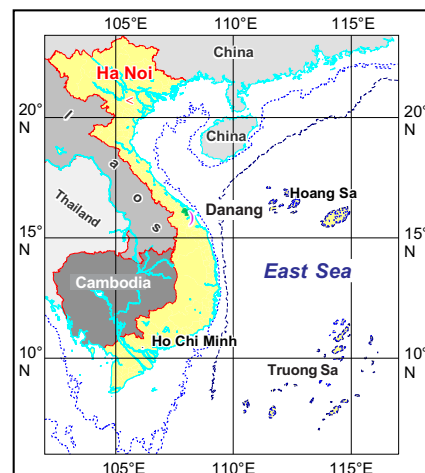 105°E 110°E 115°E
China
Ha Noi
20° 20°
N N
China
Laos
Thailand
Hoang Sa
Danang
15° 15°
N N
East Sea
Cambodia
Ho Chi Minh
10° 10°
N N
Truong Sa
105°E 110°E 115°E